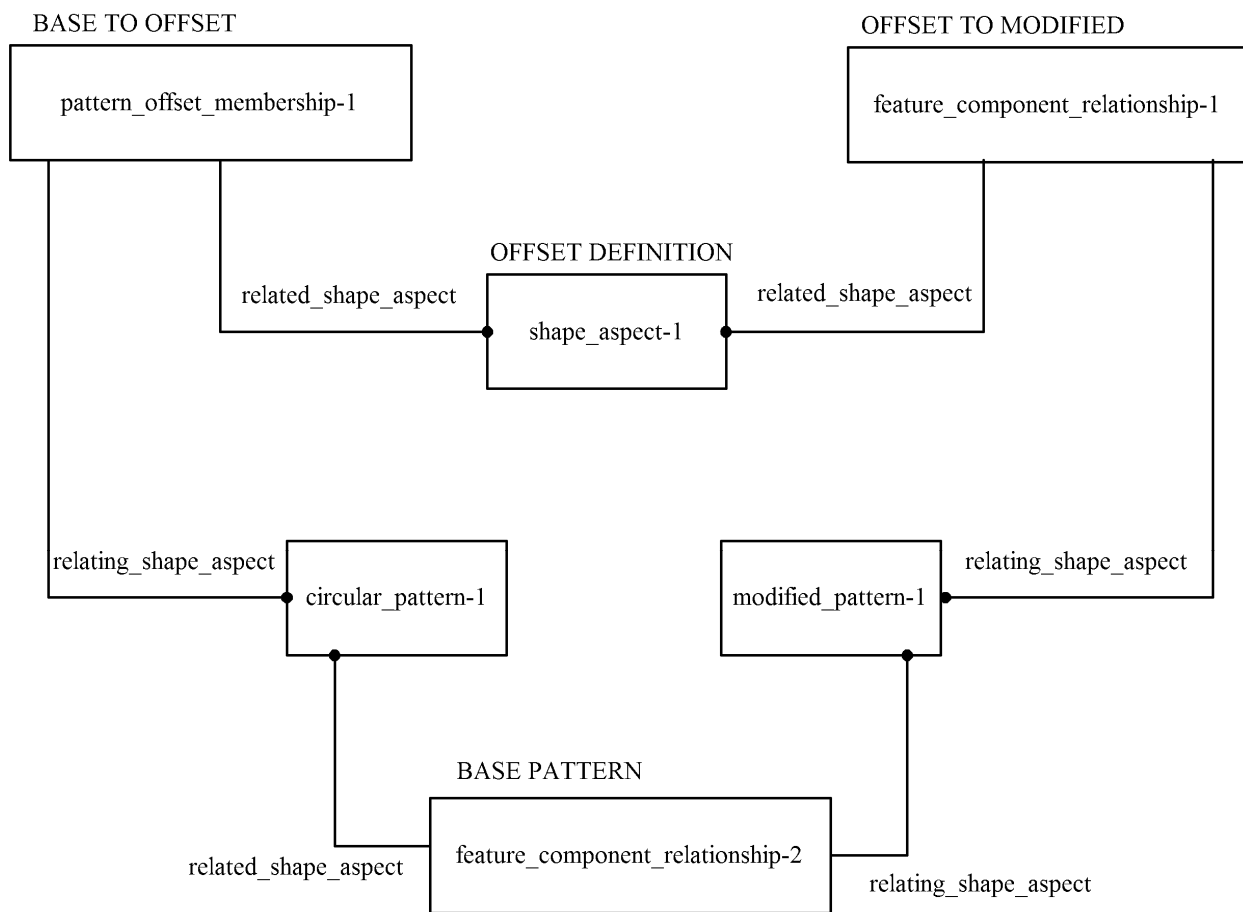 BASE TO OFFSET
OFFSET TO MODIFIED
pattern_offset_membership-1
feature_component_relationship-1
OFFSET DEFINITION
related_shape_aspect
related_shape_aspect
shape_aspect-1
relating_shape_aspect
relating_shape_aspect
circular_pattern-1
modified_pattern-1
BASE PATTERN
related_shape_aspect
feature_component_relationship-2
relating_shape_aspect